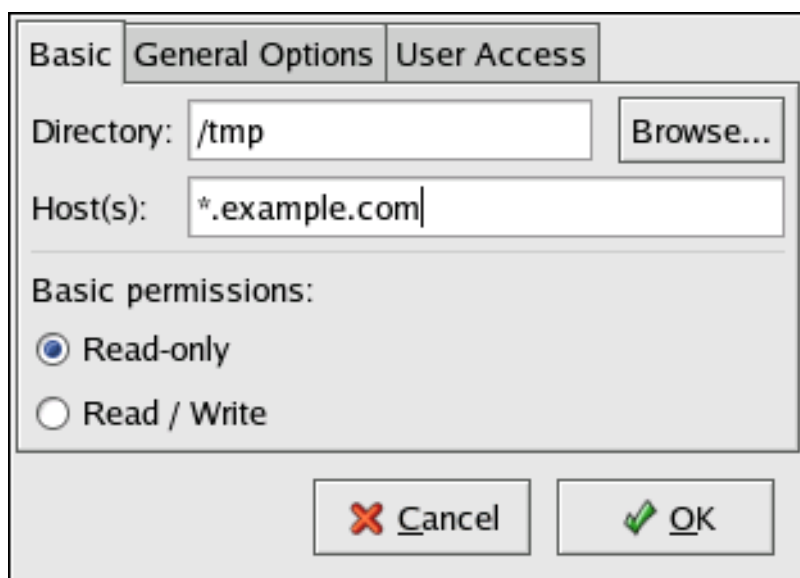 Basic General Options User Access
Directory: /tmp Browse...
Host(s): *.example.com
Basic permissions:
Read-only
Read / Write
Cancel OK